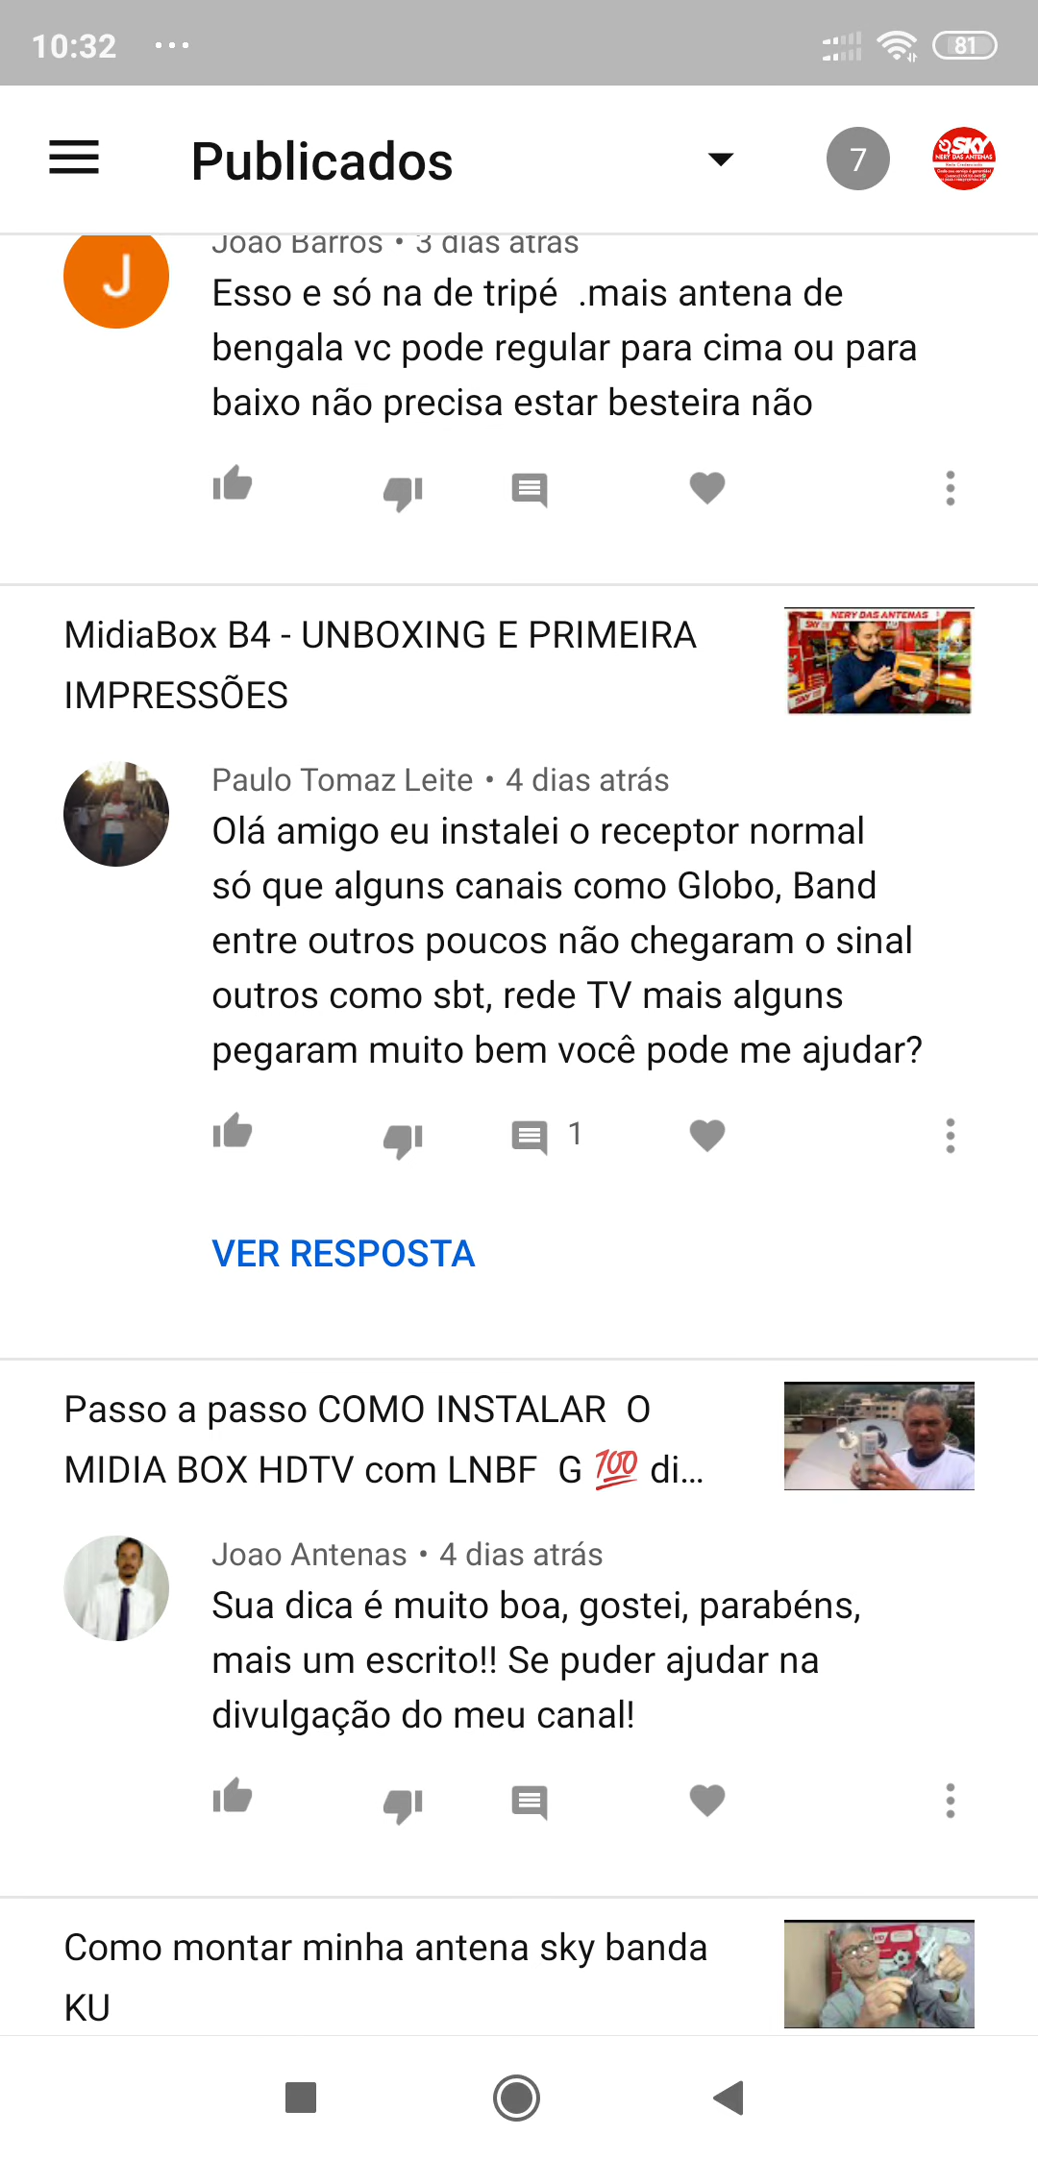 10:32 ...
81
Publicados
7
SKY
NERY DAS ANTENAS
João Barros • 3 dias atrás
J
Esso e só na de tripé .mais antena de
bengala vc pode regular para cima ou para
baixo não precisa estar besteira não
MidiaBox B4 - UNBOXING E PRIMEIRA
IMPRESSÕES
NERY DAS ANTENAS
SKY
Paulo Tomaz Leite • 4 dias atrás
Olá amigo eu instalei o receptor normal
só que alguns canais como Globo, Band
entre outros poucos não chegaram o sinal
outros como sbt, rede TV mais alguns
pegaram muito bem você pode me ajudar?
1
VER RESPOSTA
Passo a passo COMO INSTALAR O
MIDIA BOX HDTV com LNBF G 💯 di...
Joao Antenas • 4 dias atrás
Sua dica é muito boa, gostei, parabéns,
mais um escrito!! Se puder ajudar na
divulgação do meu canal!
Como montar minha antena sky banda
KU